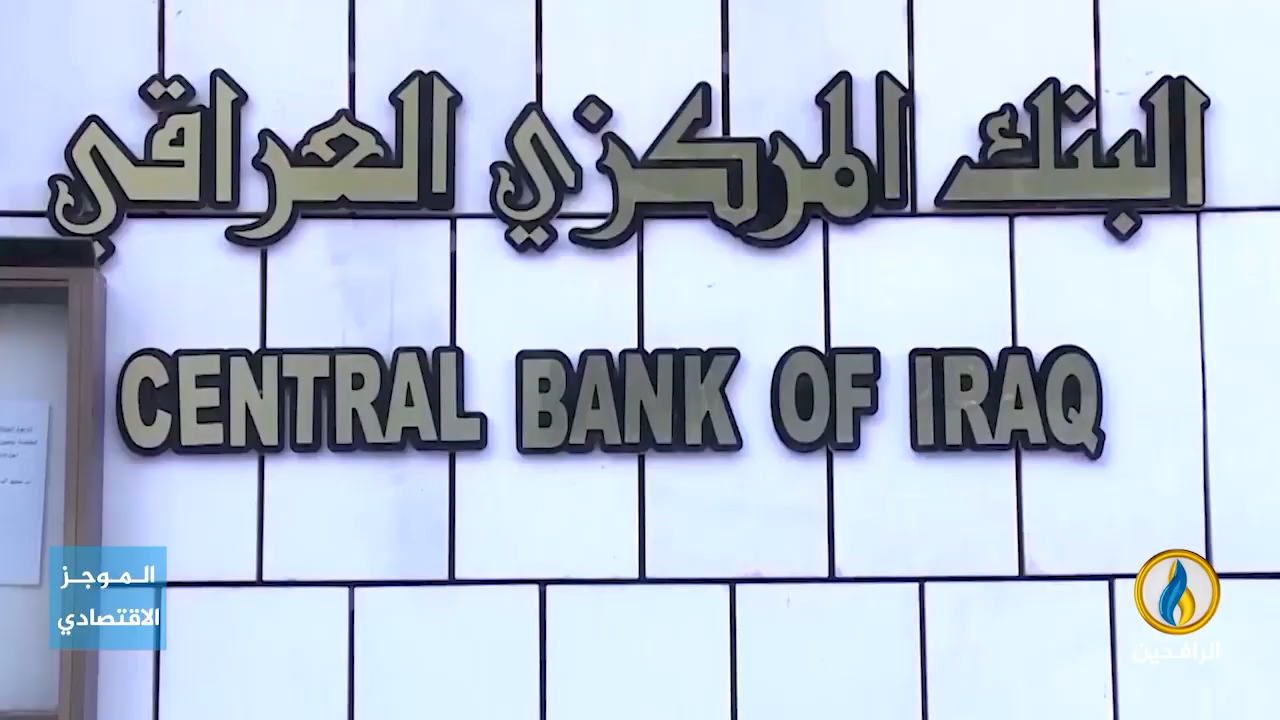 البنك المركزي العراقي
CENTRAL BANK OF IRAQ
الموجز
الاقتصادي
الرافدين